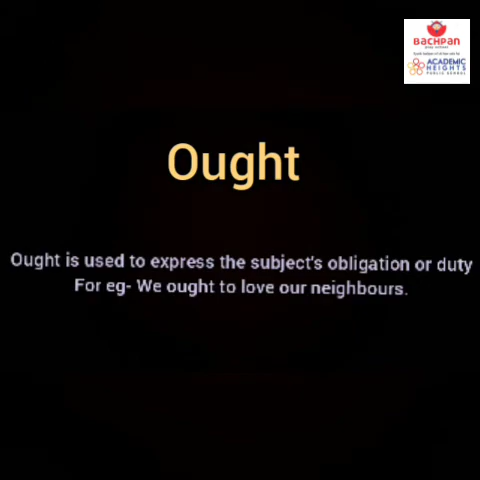 BACHPAN
ACADEMIC
HEIGHTS
PUBLIC SCHOOL
Ought
Ought is used to express the subject's obligation or duty
For eg- We ought to love our neighbours.